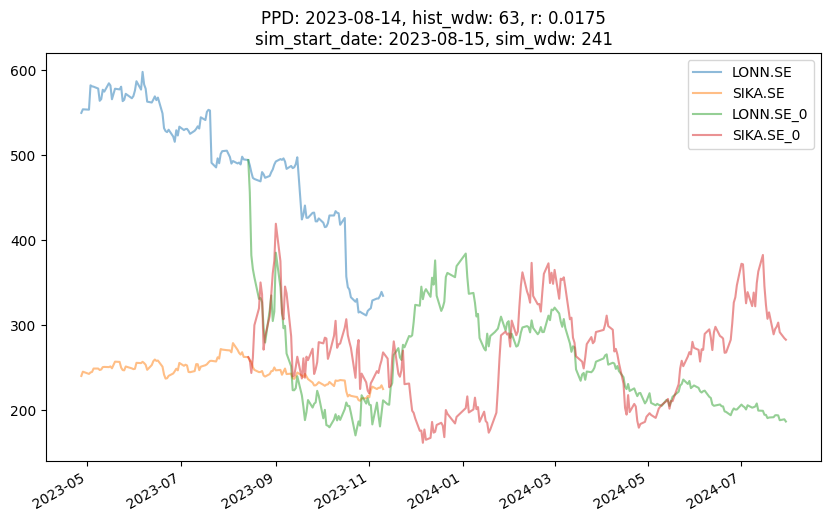 PPD: 2023-08-14, hist_wdw: 63, r: 0.0175
sim_start_date: 2023-08-15, sim_wdw: 241
LONN.SE
SIKA.SE
LONN.SE_0
SIKA.SE_0
600
500
400
300
200
2023-05
2023-07
2023-09
2023-11
2024-01
2024-03
2024-05
2024-07